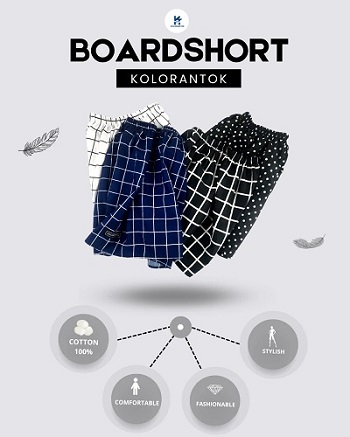 BOARDSHORT
KOLORANTOK
COTTON
100%
COMFORTABLE
FASHIONABLE
STYLISH